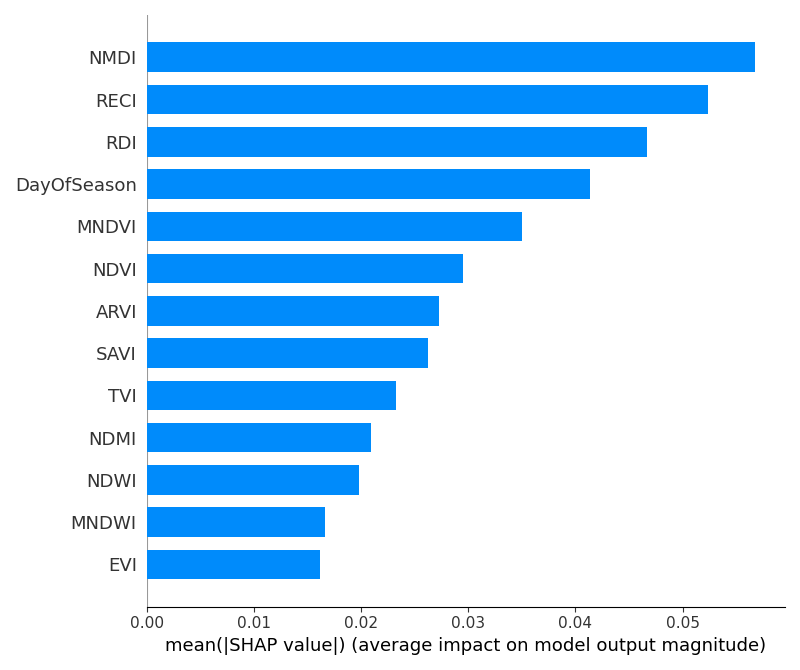 NMDI
RECI
RDI
DayOfSeason
MNDVI
NDVI
ARVI
SAVI
TVI
NDMI
NDWI
MNDWI
EVI
0.00 0.01 0.02 0.03 0.04 0.05
mean(|SHAP value|) (average impact on model output magnitude)